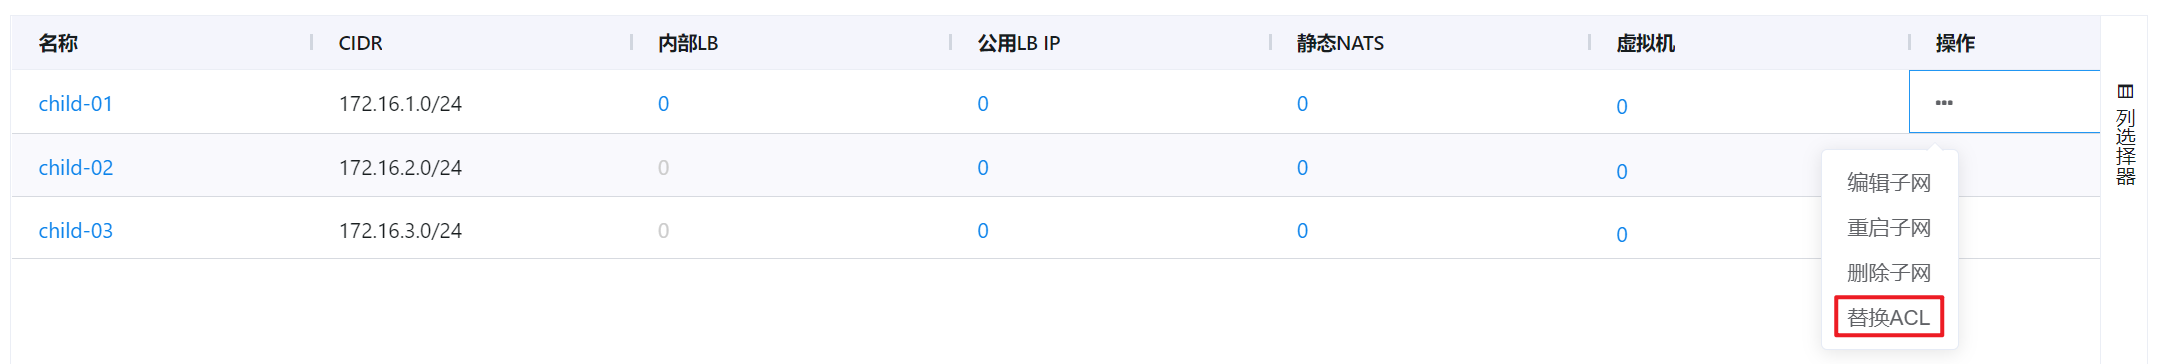 名称 CIDR 内部LB 公用LB IP 静态NATS 虚拟机 操作
child-01 172.16.1.0/24 0 0 0 0 •••
child-02 172.16.2.0/24 0 0 0 0
child-03 172.16.3.0/24 0 0 0 0
编辑子网
重启子网
删除子网
替换ACL
列选择器